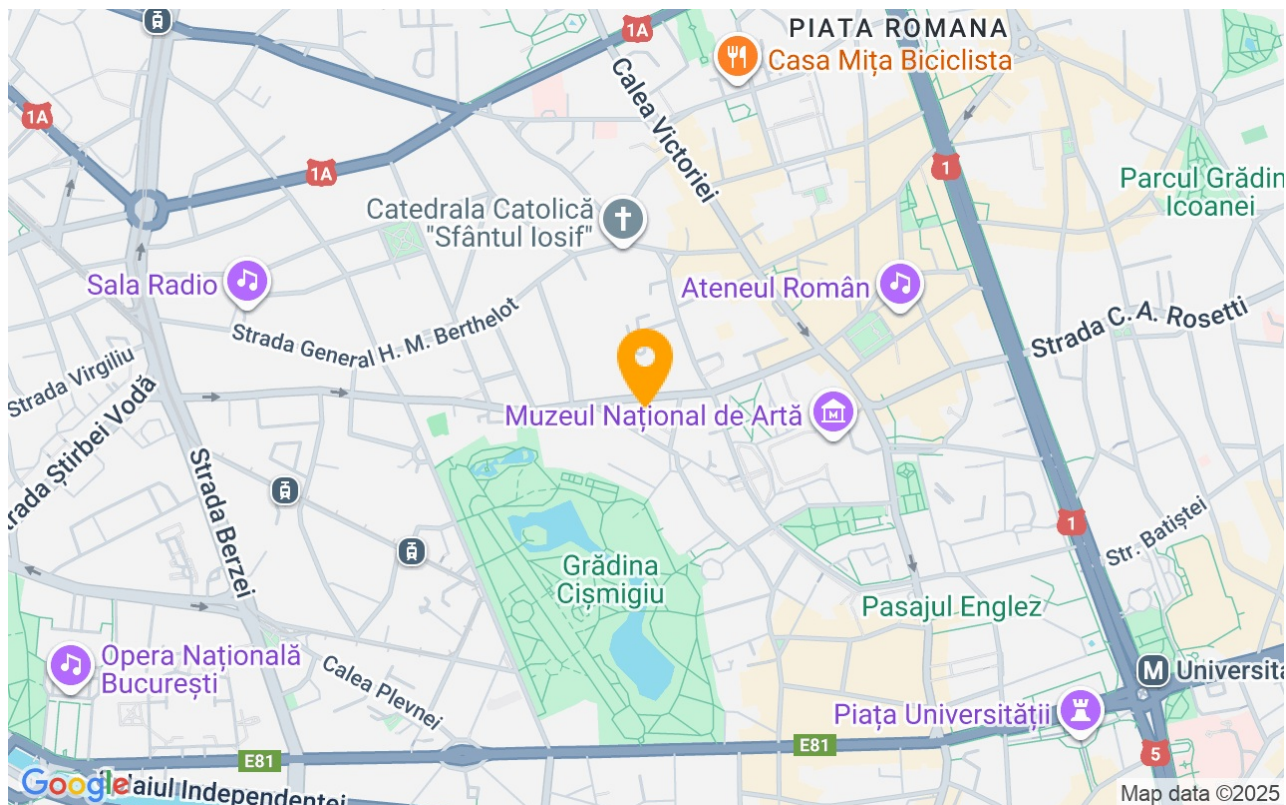 1A
PIATA ROMANA
Casa Mița Biciclista
1A
Calea Victoriei
1A
1
Parcul Grădina
Icoanei
Catedrala Catolică
"Sfântul Iosif"
Sala Radio
Ateneul Român
Strada General H. M. Berthelot
Strada C. A. Rosetti
Strada Virgiliu
Strada Știrbei Vodă
Muzeul Național de Artă
M
Strada Berzei
1
Str. Batiștei
Grădina
Cișmigiu
Pasajul Englez
Opera Națională
București
Calea Plevnei
M
Universita
Piața Universității
E81
E81
5
Google
laiul Independenței
Map data ©2025